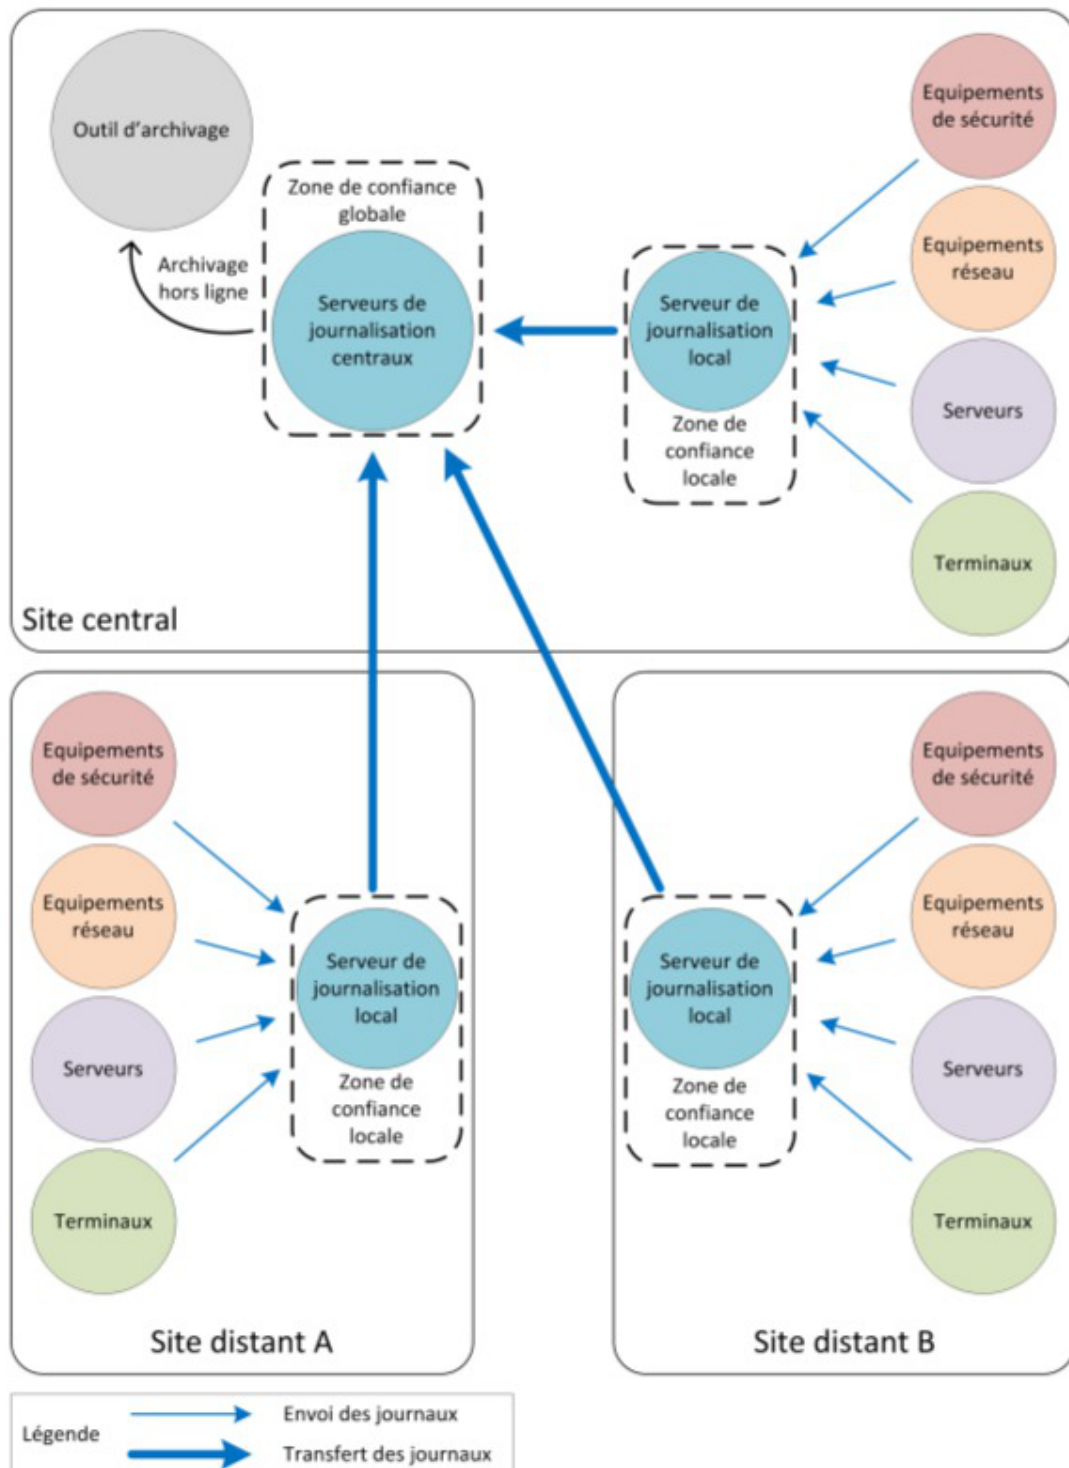 Outil d'archivage
Zone de confiance
globale
Archivage
hors ligne
Serveurs de
journalisation
centraux
Serveur de
journalisation
local
Zone de
confiance
locale
Equipements
de sécurité
Equipements
réseau
Serveurs
Terminaux
Site central
Equipements
de sécurité
Equipements
réseau
Serveurs
Terminaux
Serveur de
journalisation
local
Zone de
confiance
locale
Site distant A
Serveur de
journalisation
local
Zone de
confiance
locale
Equipements
de sécurité
Equipements
réseau
Serveurs
Terminaux
Site distant B
Légende
Envoi des journaux
Transfert des journaux